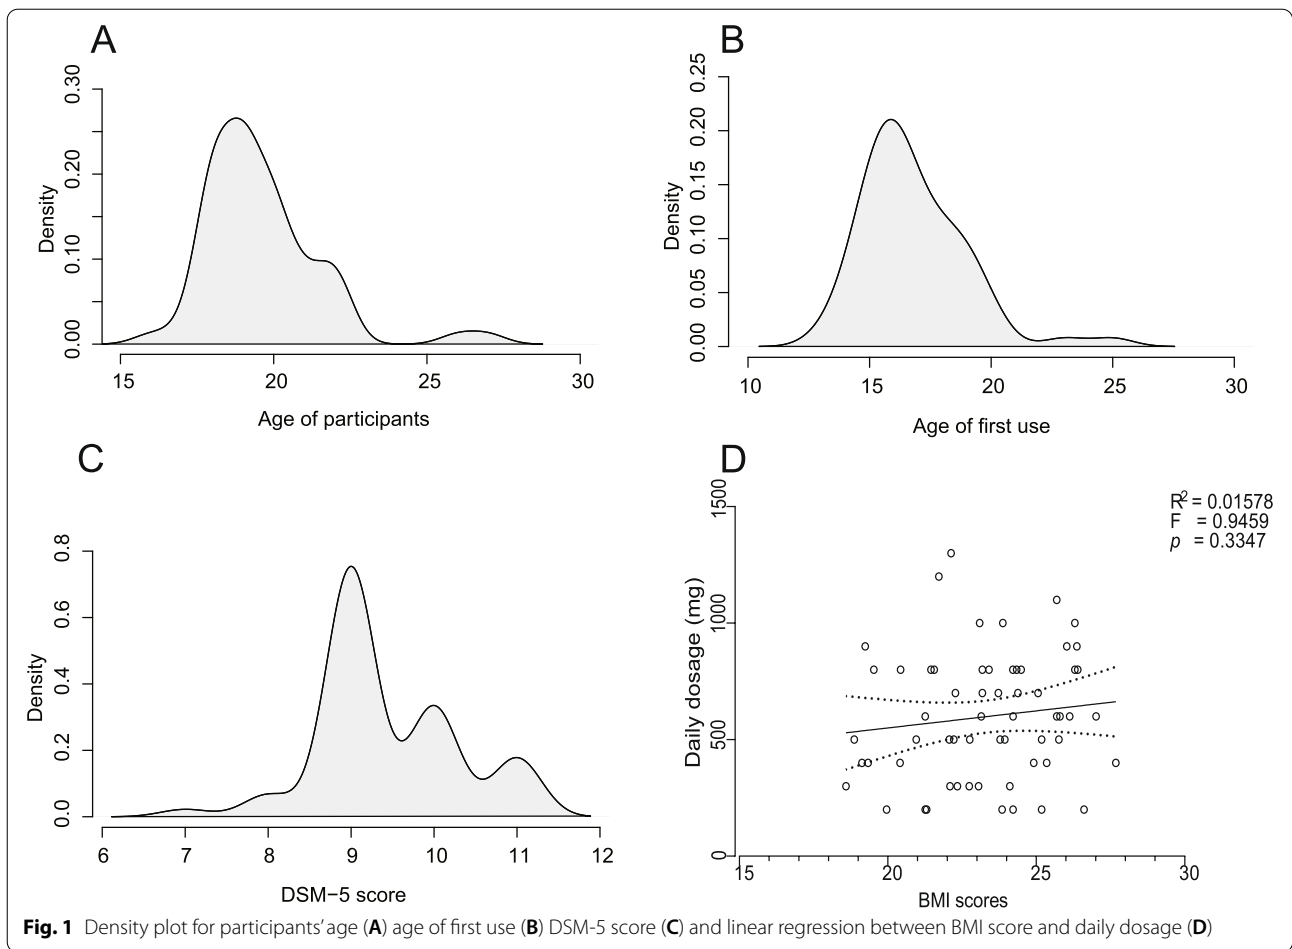 A
0.30
0.20
0.10
0.00
Density
15 20 25 30
Age of participants
B
0.25
0.20
0.15
0.10
0.05
0.00
Density
10 15 20 25 30
Age of first use
C
0.8
0.6
0.4
0.2
0.0
Density
6 7 8 9 10 11 12
DSM−5 score
D
R² = 0.01578
F = 0.9459
p = 0.3347
1500
1000
500
0
Daily dosage (mg)
15 20 25 30
BMI scores
Fig. 1 Density plot for participants’ age (A) age of first use (B) DSM-5 score (C) and linear regression between BMI score and daily dosage (D)